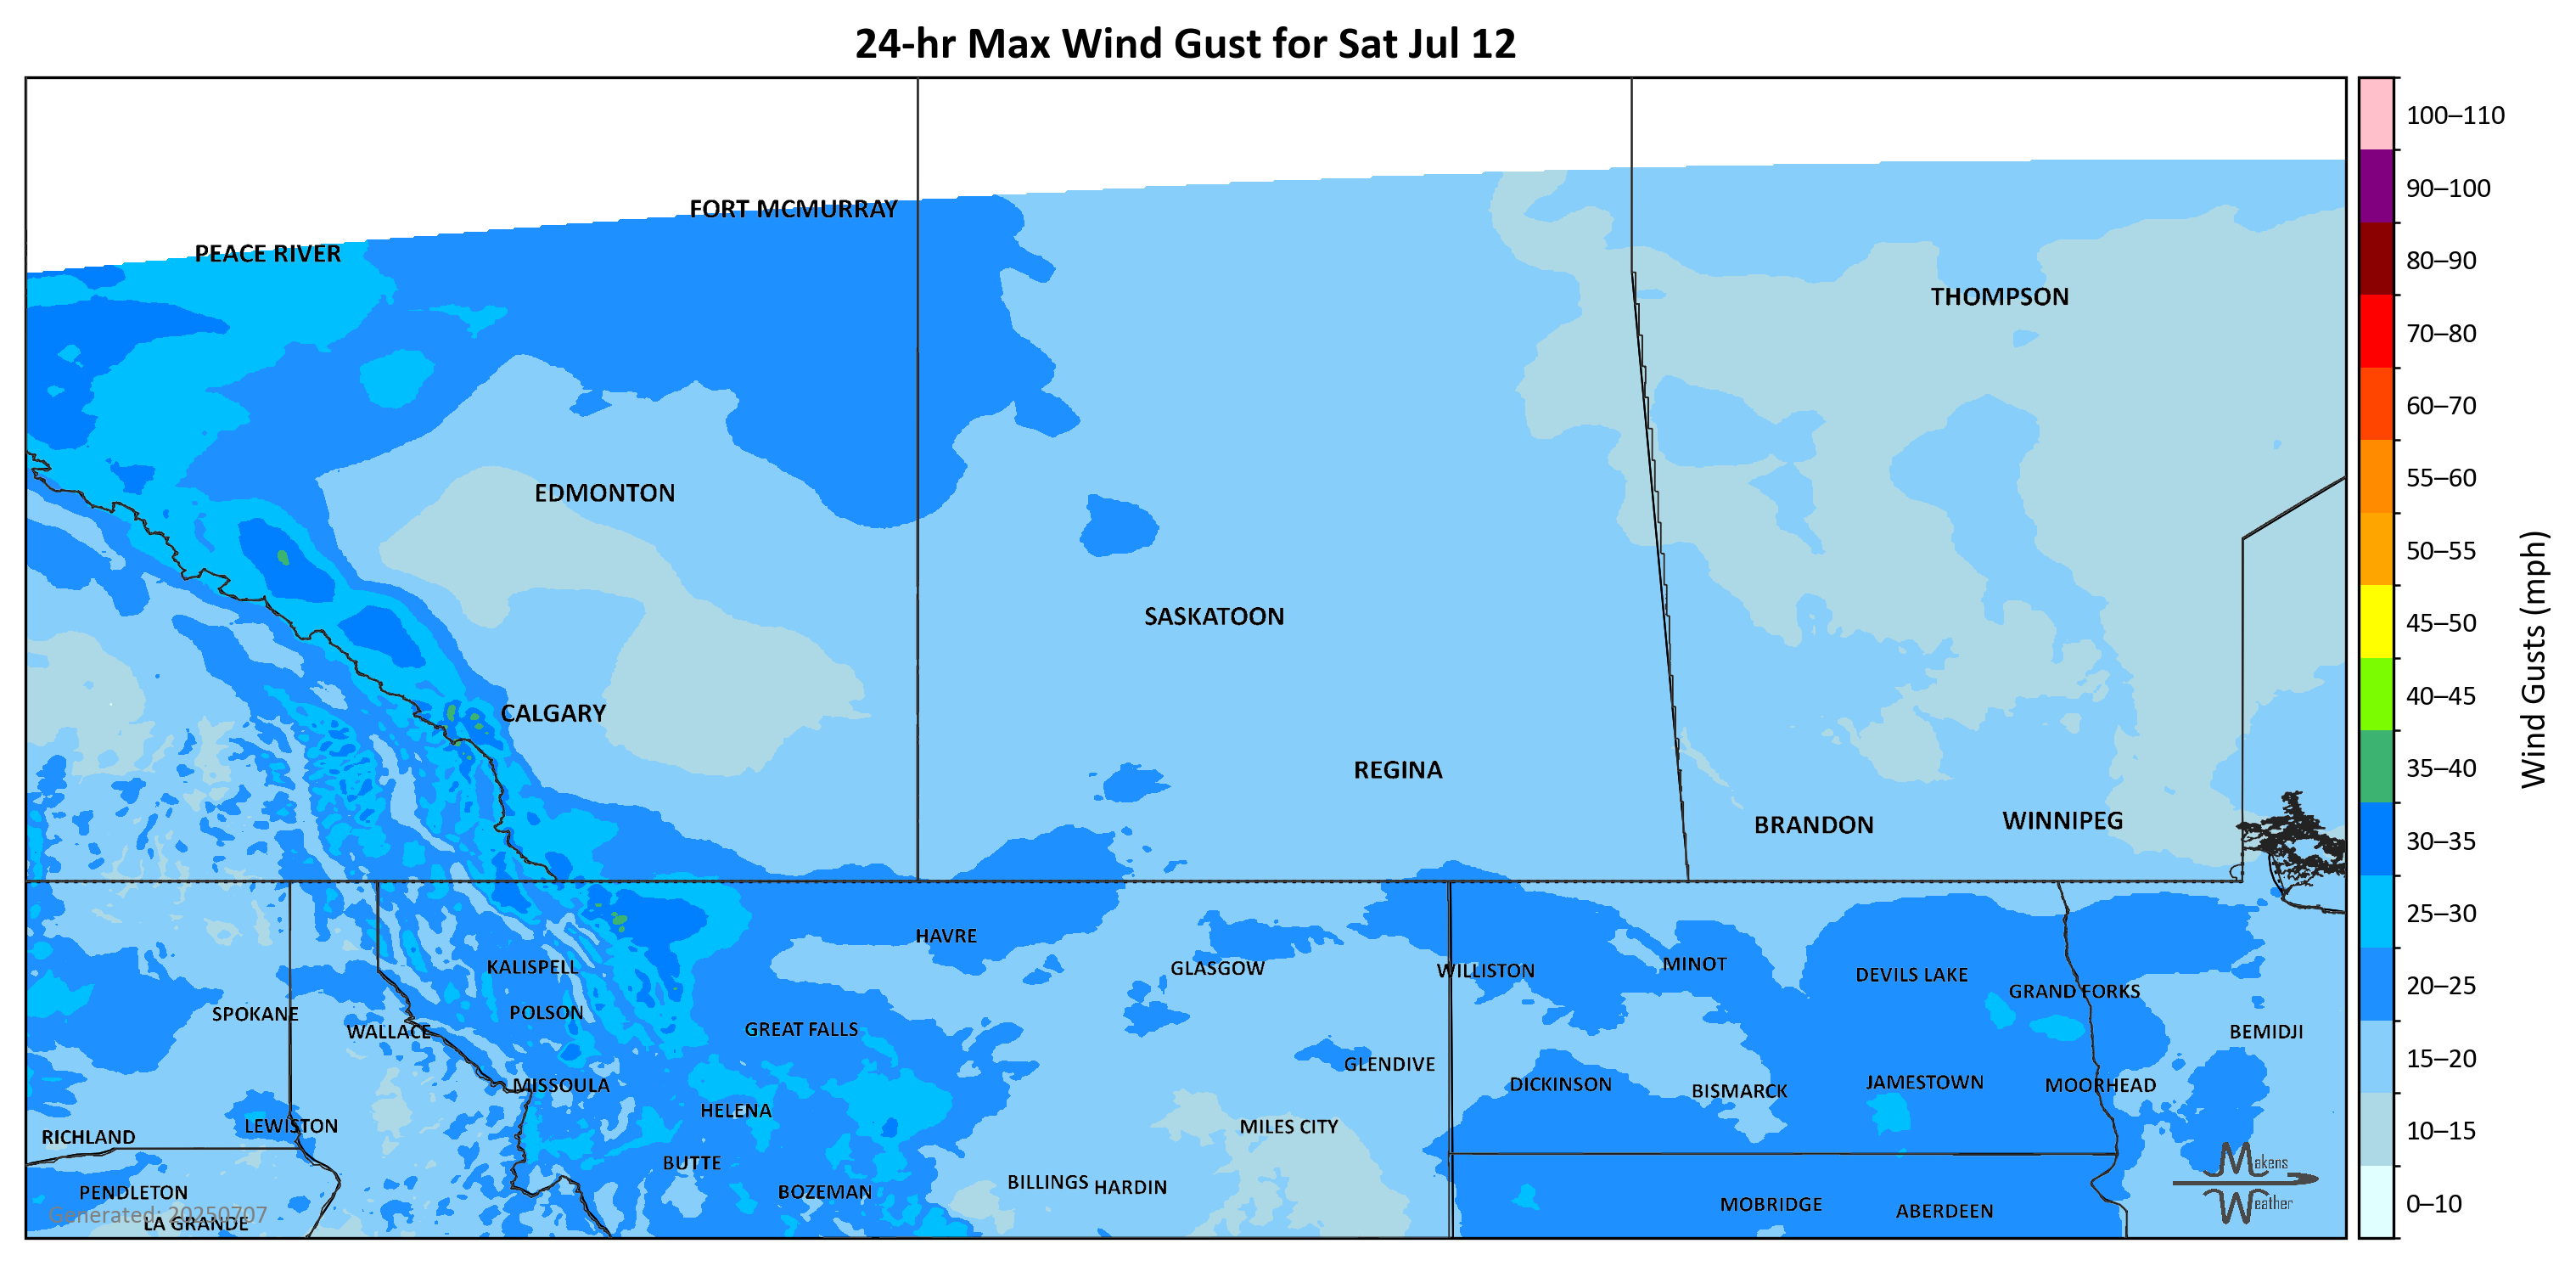 24-hr Max Wind Gust for Sat Jul 12
FORT MCMURRAY
PEACE RIVER
THOMPSON
EDMONTON
SASKATOON
CALGARY
REGINA
BRANDON
WINNIPEG
HAVRE
KALISPELL
GLASGOW
WILLISTON
MINOT
DEVILS LAKE
GRAND FORKS
SPOKANE
POLSON
WALLACE
GREAT FALLS
BEMIDJI
GLENDIVE
MISSOULA
DICKINSON
BISMARCK
JAMESTOWN
MOORHEAD
HELENA
LEWISTON
MILES CITY
RICHLAND
BUTTE
BILLINGS
HARDIN
PENDLETON
BOZEMAN
MOBRIDGE
ABERDEEN
Generated: 20250707
LA GRANDE
Makens
Weather
100–110
90–100
80–90
70–80
60–70
55–60
50–55
45–50
40–45
35–40
30–35
25–30
20–25
15–20
10–15
0–10
Wind Gusts (mph)